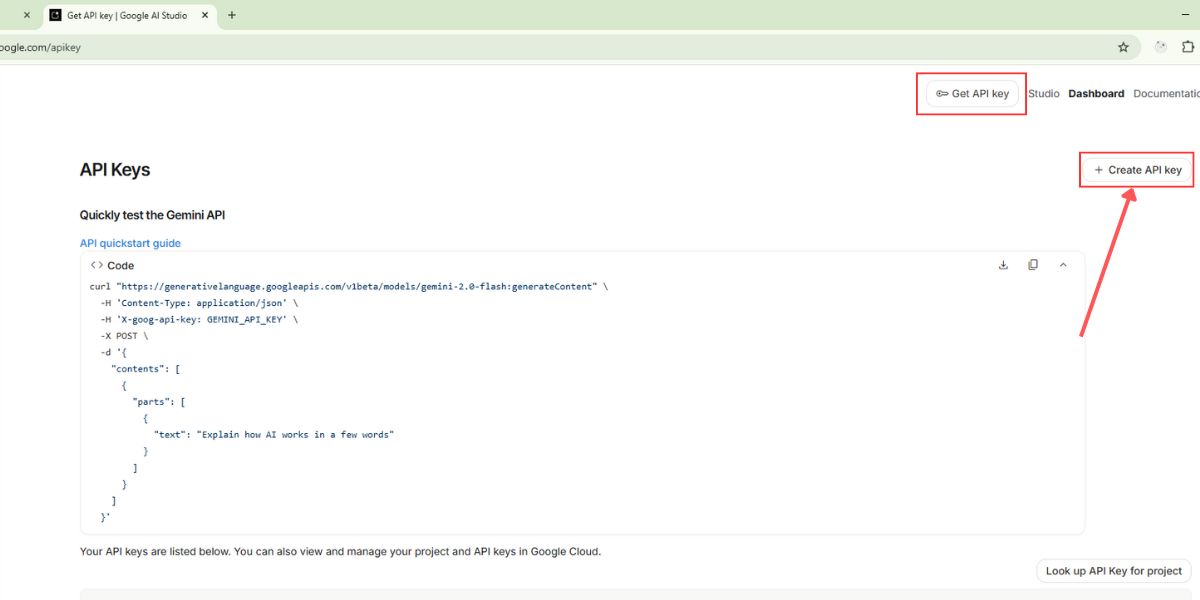 Get API key | Google AI Studio
oogle.com/apikey
Get API key
Studio
Dashboard
Documentatic
API Keys
+ Create API key
Quickly test the Gemini API
API quickstart guide
<> Code
curl "https://generativelanguage.googleapis.com/v1beta/models/gemini-2.0-flash:generateContent" \
-H 'Content-Type: application/json' \
-H 'X-goog-api-key: GEMINI_API_KEY' \
-X POST \
-d '{
"contents": [
{
"parts": [
{
"text": "Explain how AI works in a few words"
}
]
}
]
}'
Your API keys are listed below. You can also view and manage your project and API keys in Google Cloud.
Look up API Key for project